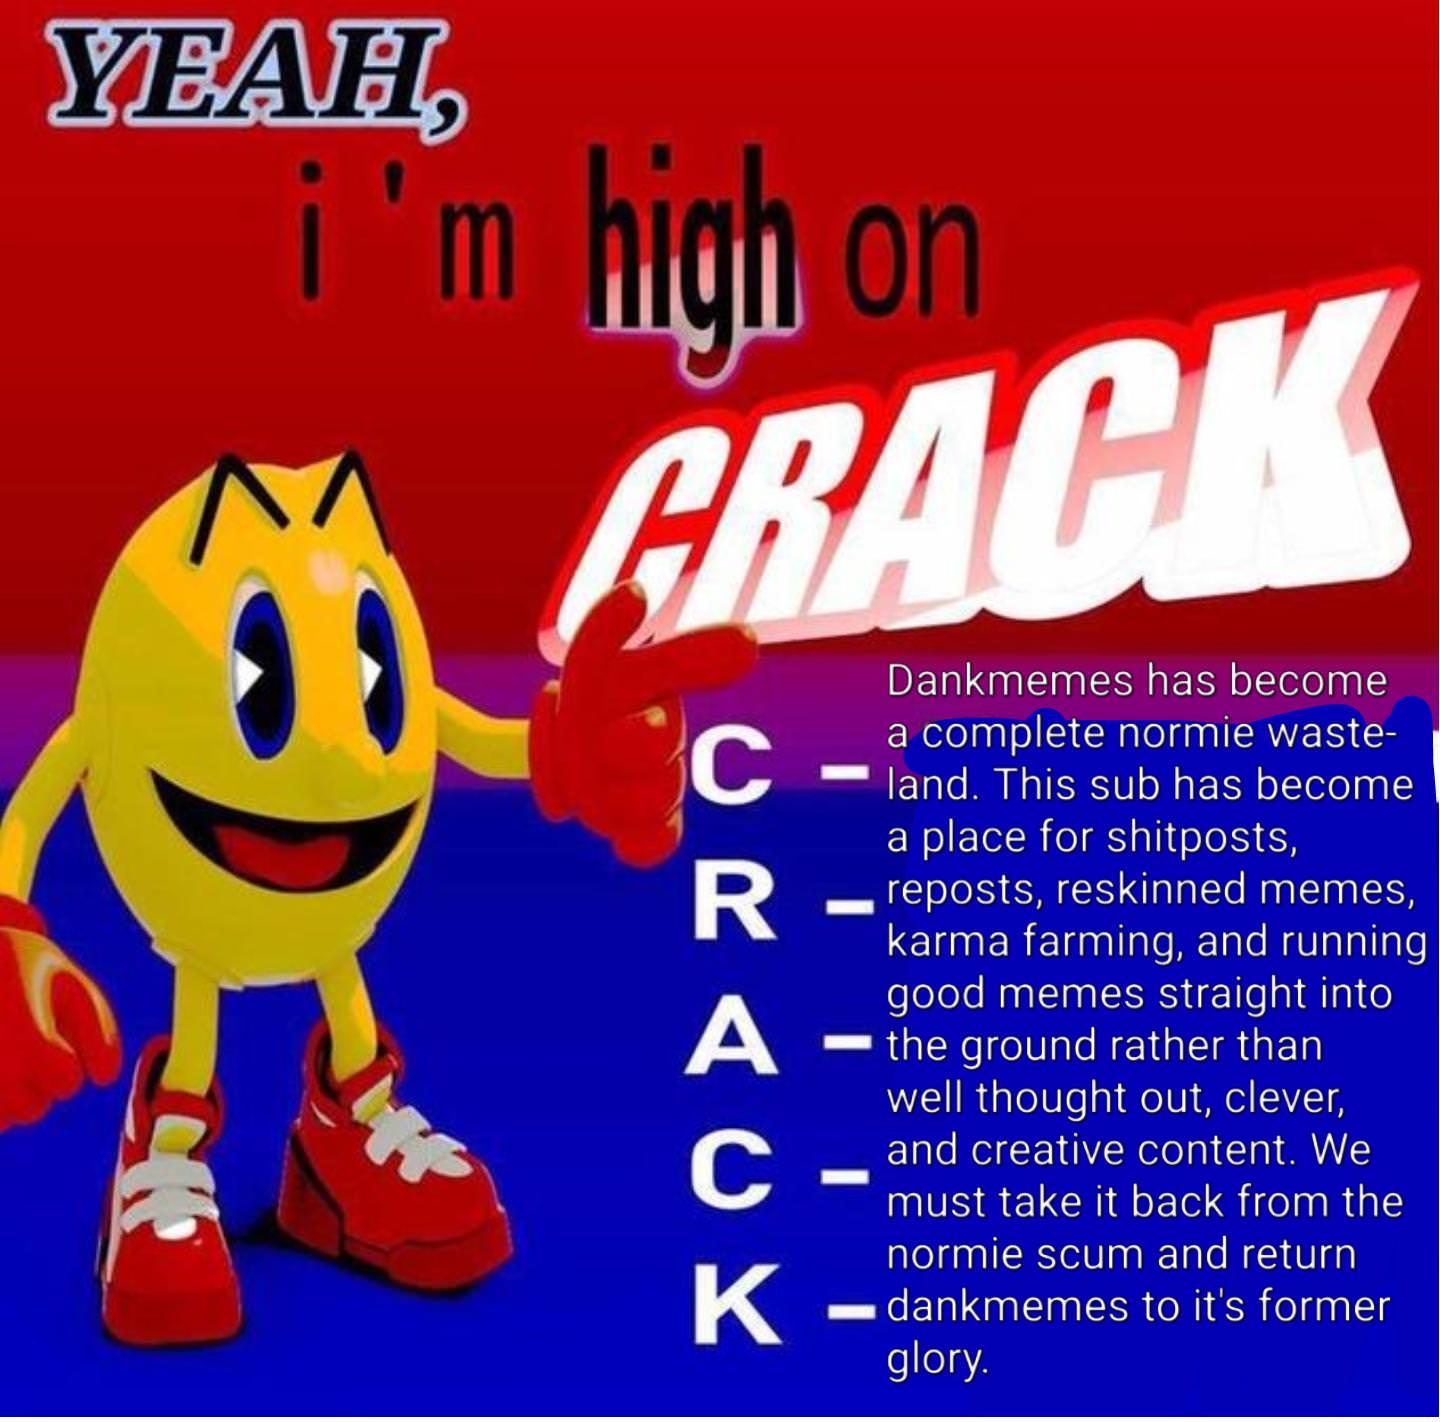 YEAH,
i'm high on
CRACK
C - Dankmemes has become
a complete normie waste-
land. This sub has become
a place for shitposts,
R - reposts, reskinned memes,
karma farming, and running
good memes straight into
A - the ground rather than
well thought out, clever,
C - and creative content. We
must take it back from the
normie scum and return
K - dankmemes to it's former
glory.